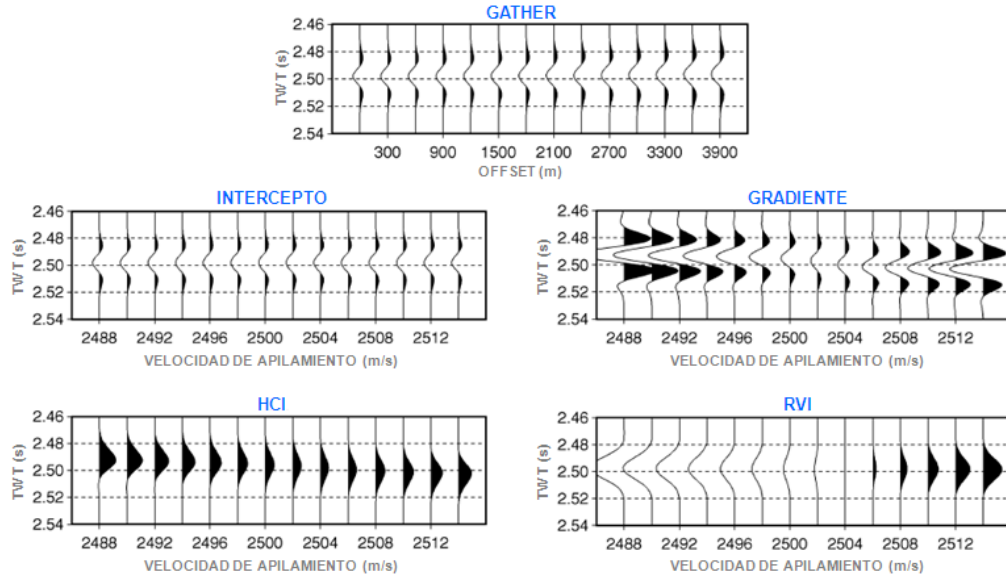 GATHER
2.46
2.48
2.50
2.52
2.54
TWT (s)
300 900 1500 2100 2700 3300 3900
OFFSET (m)
INTERCEPTO
2.46
2.48
2.50
2.52
2.54
TWT (s)
2488 2492 2496 2500 2504 2508 2512
VELOCIDAD DE APILAMIENTO (m/s)
GRADIENTE
2.46
2.48
2.50
2.52
2.54
TWT (s)
2488 2492 2496 2500 2504 2508 2512
VELOCIDAD DE APILAMIENTO (m/s)
HCI
2.46
2.48
2.50
2.52
2.54
TWT (s)
2488 2492 2496 2500 2504 2508 2512
VELOCIDAD DE APILAMIENTO (m/s)
RVI
2.46
2.48
2.50
2.52
2.54
TWT (s)
2488 2492 2496 2500 2504 2508 2512
VELOCIDAD DE APILAMIENTO (m/s)